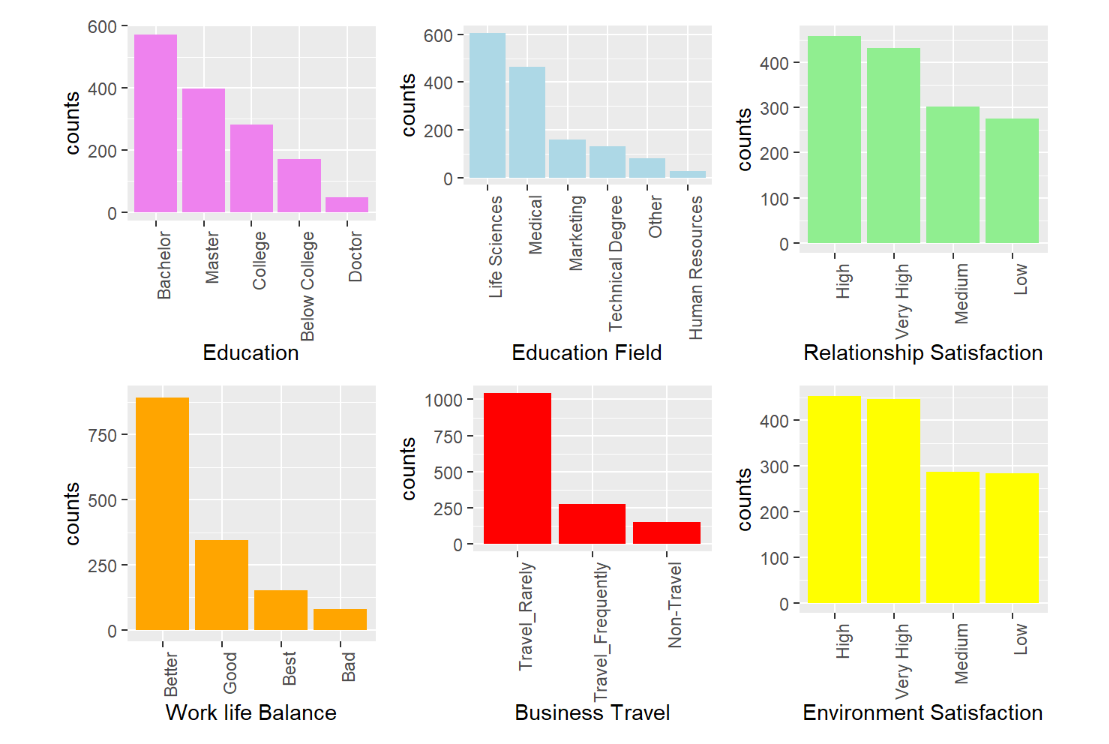 counts
600
400
200
0
Bachelor
Master
College
Below College
Doctor
Education
counts
600
400
200
0
Life Sciences
Medical
Marketing
Technical Degree
Other
Human Resources
Education Field
counts
400
300
200
100
0
High
Very High
Medium
Low
Relationship Satisfaction
counts
750
500
250
0
Better
Good
Best
Bad
Work life Balance
counts
1000
750
500
250
0
Travel_Rarely
Travel_Frequently
Non-Travel
Business Travel
counts
400
300
200
100
0
High
Very High
Medium
Low
Environment Satisfaction